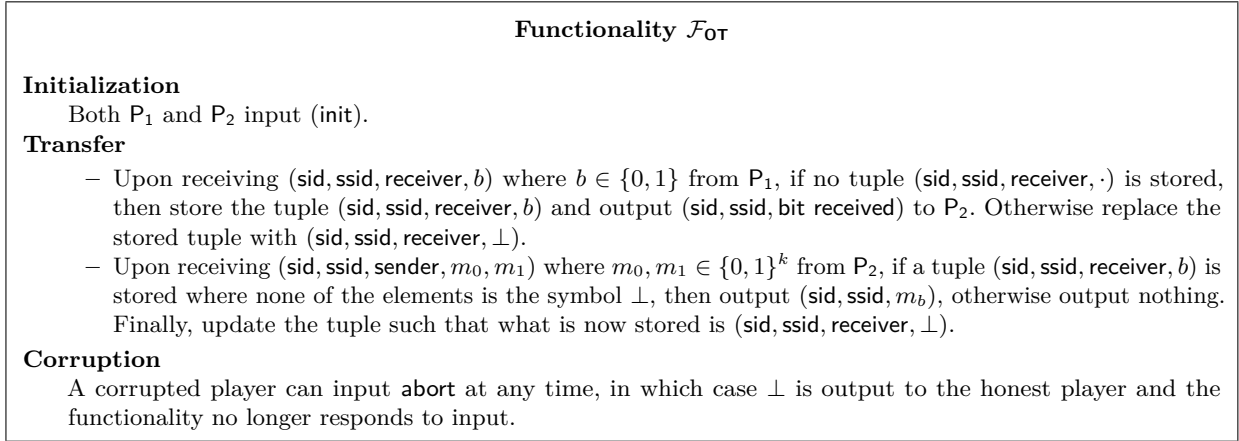 Functionality 𝓕_OT
Initialization
Both P₁ and P₂ input (init).
Transfer
– Upon receiving (sid, ssid, receiver, b) where b ∈ {0, 1} from P₁, if no tuple (sid, ssid, receiver, ·) is stored,
then store the tuple (sid, ssid, receiver, b) and output (sid, ssid, bit received) to P₂. Otherwise replace the
stored tuple with (sid, ssid, receiver, ⊥).
– Upon receiving (sid, ssid, sender, m₀, m₁) where m₀, m₁ ∈ {0, 1}ᵏ from P₂, if a tuple (sid, ssid, receiver, b) is
stored where none of the elements is the symbol ⊥, then output (sid, ssid, m_b), otherwise output nothing.
Finally, update the tuple such that what is now stored is (sid, ssid, receiver, ⊥).
Corruption
A corrupted player can input abort at any time, in which case ⊥ is output to the honest player and the
functionality no longer responds to input.